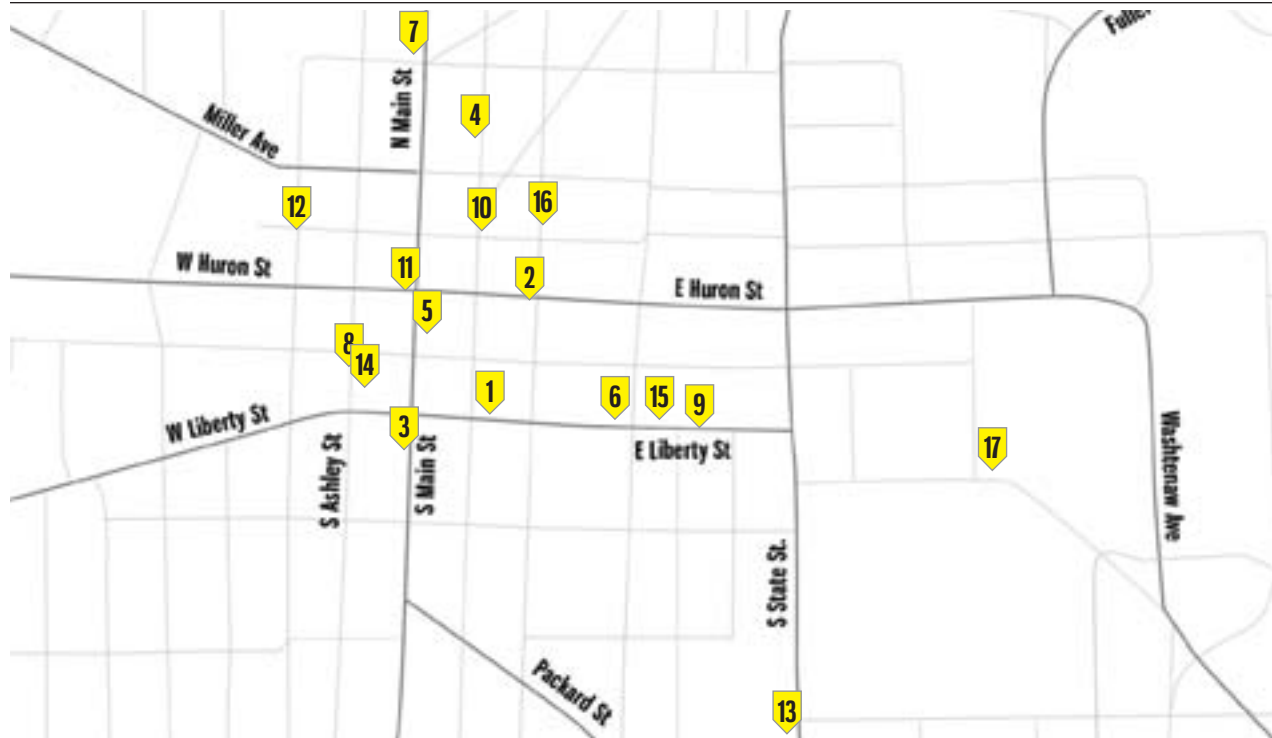 7
Fuller
N Main St
4
Miller Ave
12
10
16
W Huron St
11
2
E Huron St
5
8
14
1
6
15
9
W Liberty St
3
E Liberty St
17
S Ashley St
S Main St
Washtenaw Ave
S State St.
Packard St
13